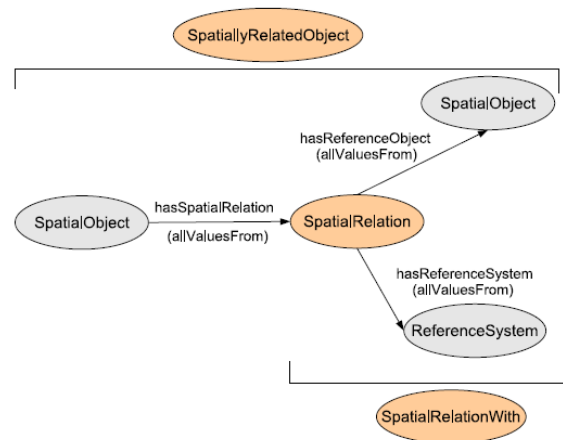 SpatiallyRelatedObject
SpatialObject
hasReferenceObject
(allValuesFrom)
hasSpatialRelation
SpatialObject
SpatialRelation
(allValuesFrom)
hasReferenceSystem
(allValuesFrom)
ReferenceSystem
SpatialRelationWith